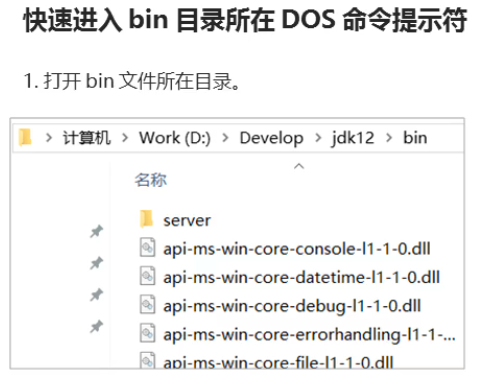 快速进入 bin 目录所在 DOS 命令提示符
1. 打开 bin 文件所在目录。
> 计算机 > Work (D:) > Develop > jdk12 > bin
名称
server
api-ms-win-core-console-l1-1-0.dll
api-ms-win-core-datetime-l1-1-0.dll
api-ms-win-core-debug-l1-1-0.dll
api-ms-win-core-errorhandling-l1-1-...
api-ms-win-core-file-l1-1-0.dll